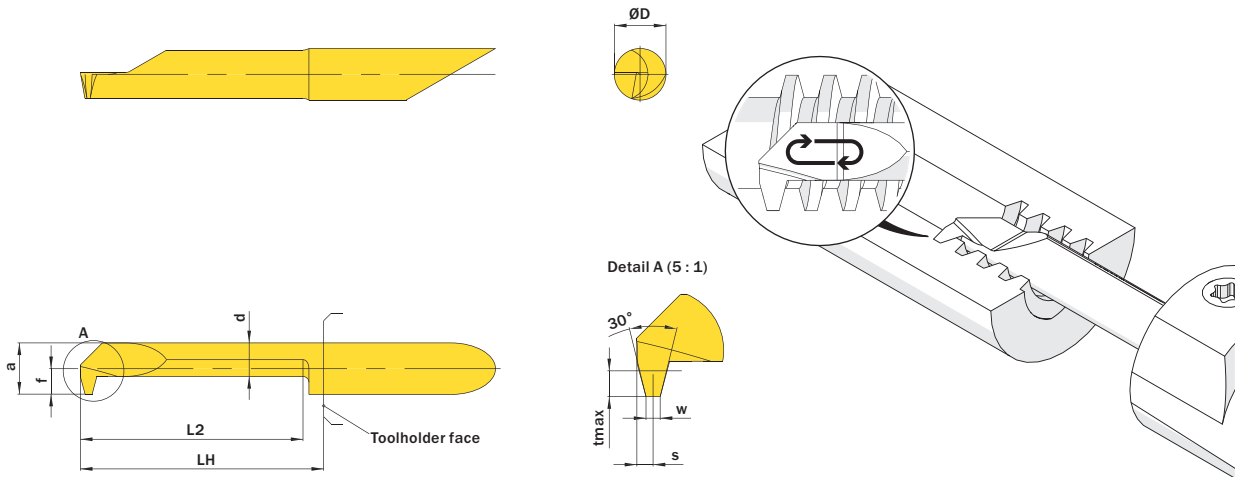 ØD
Detail A (5 : 1)
30°
tmax
w
s
A
d
a
f
L2
LH
Toolholder face